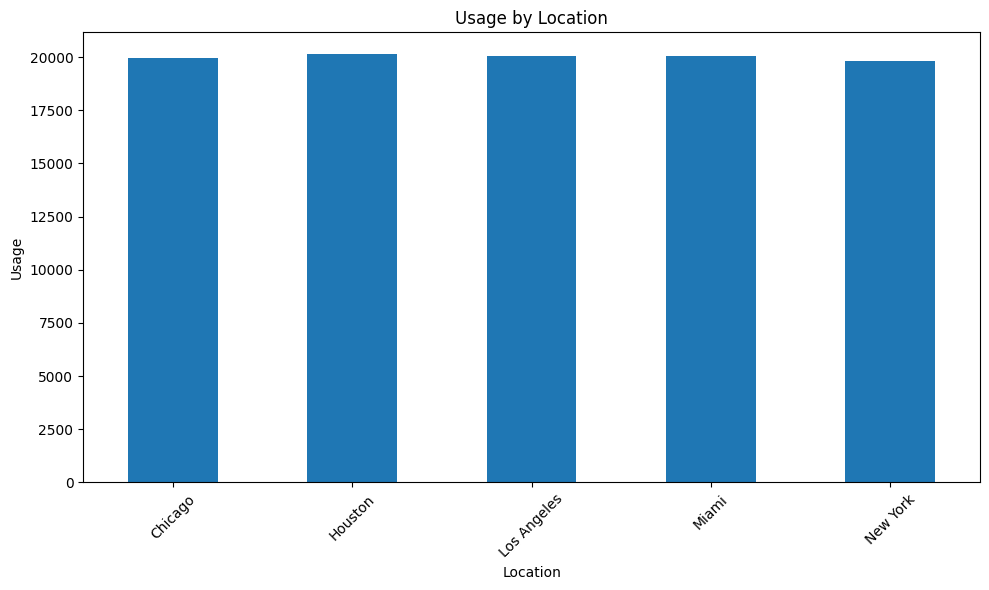 Usage by Location
Usage
20000
17500
15000
12500
10000
7500
5000
2500
0
Chicago
Houston
Los Angeles
Miami
New York
Location